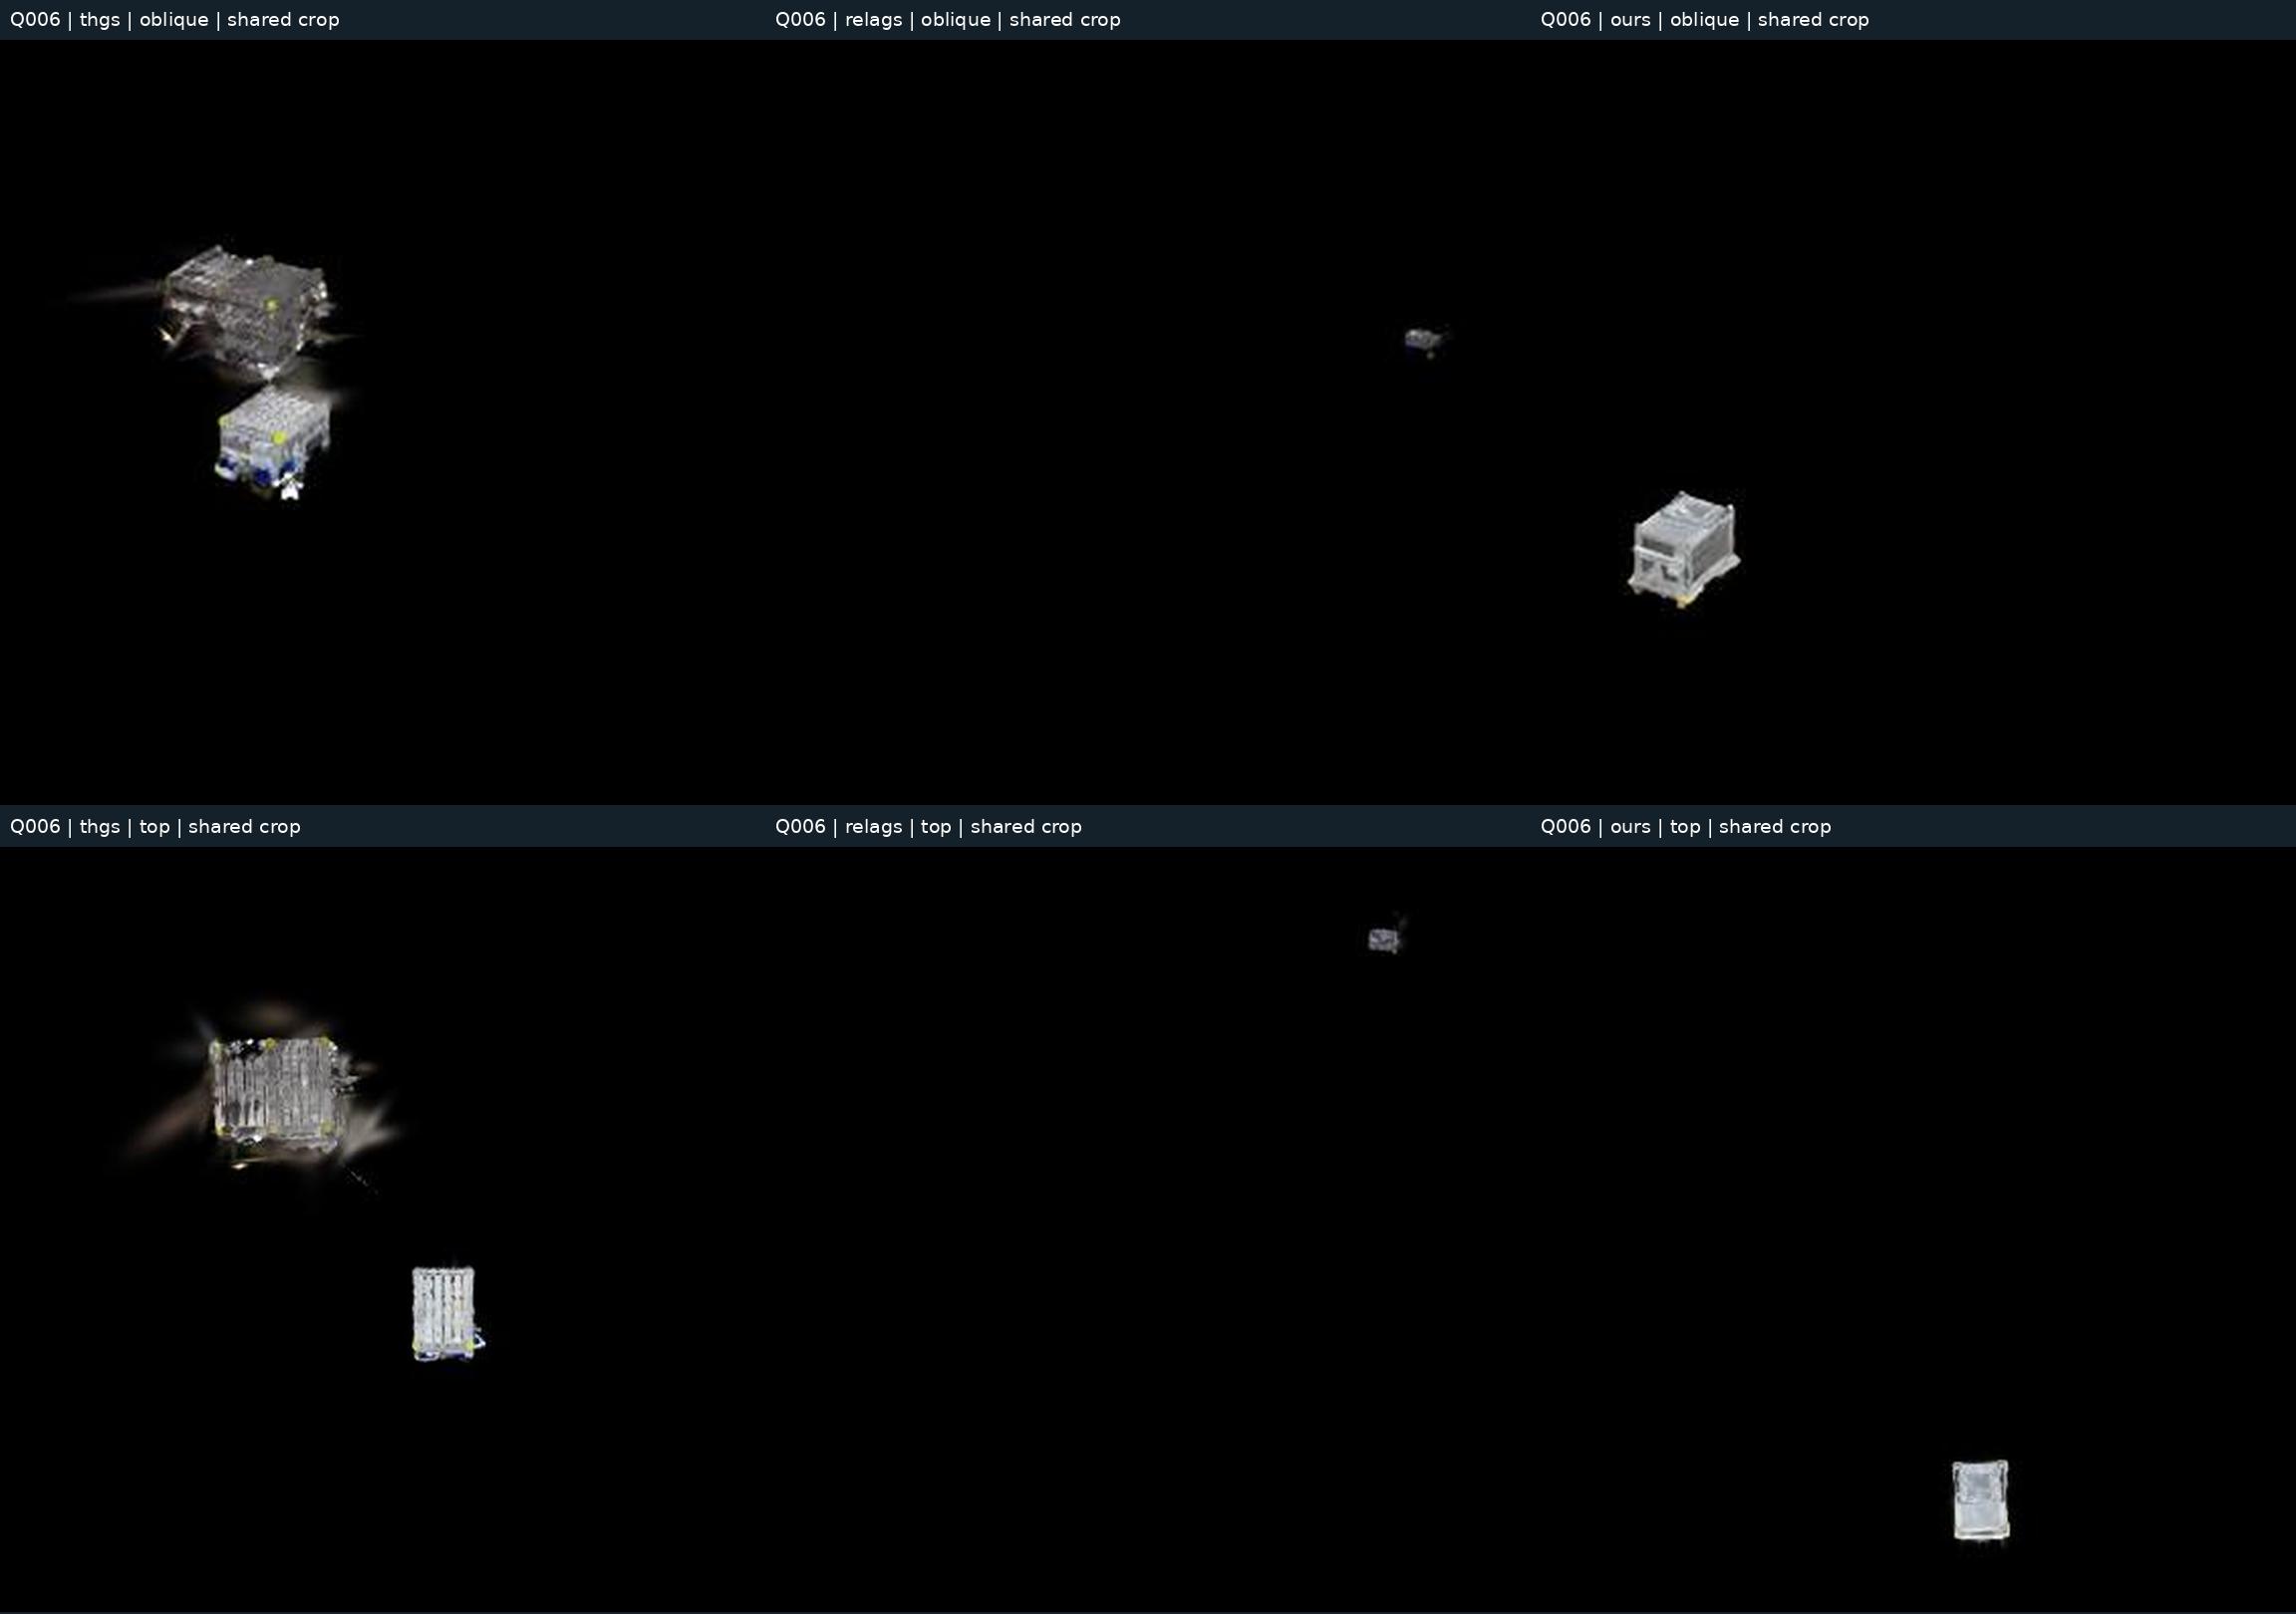 Q006 | thgs | oblique | shared crop
Q006 | relags | oblique | shared crop
Q006 | ours | oblique | shared crop
Q006 | thgs | top | shared crop
Q006 | relags | top | shared crop
Q006 | ours | top | shared crop